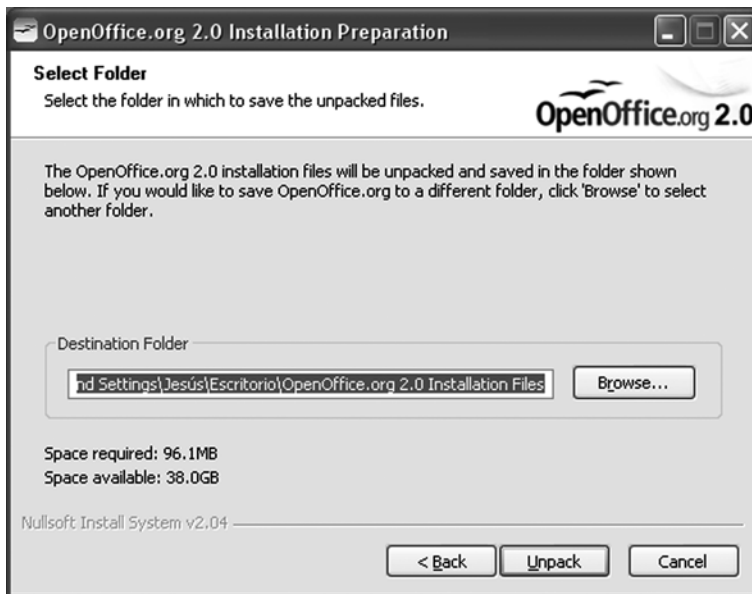 OpenOffice.org 2.0 Installation Preparation
Select Folder
Select the folder in which to save the unpacked files.
OpenOffice.org 2.0
The OpenOffice.org 2.0 installation files will be unpacked and saved in the folder shown
below. If you would like to save OpenOffice.org to a different folder, click 'Browse' to select
another folder.
Destination Folder
nd Settings\Jesús\Escritorio\OpenOffice.org 2.0 Installation Files
Browse...
Space required: 96.1MB
Space available: 38.0GB
Nullsoft Install System v2.04
< Back
Unpack
Cancel